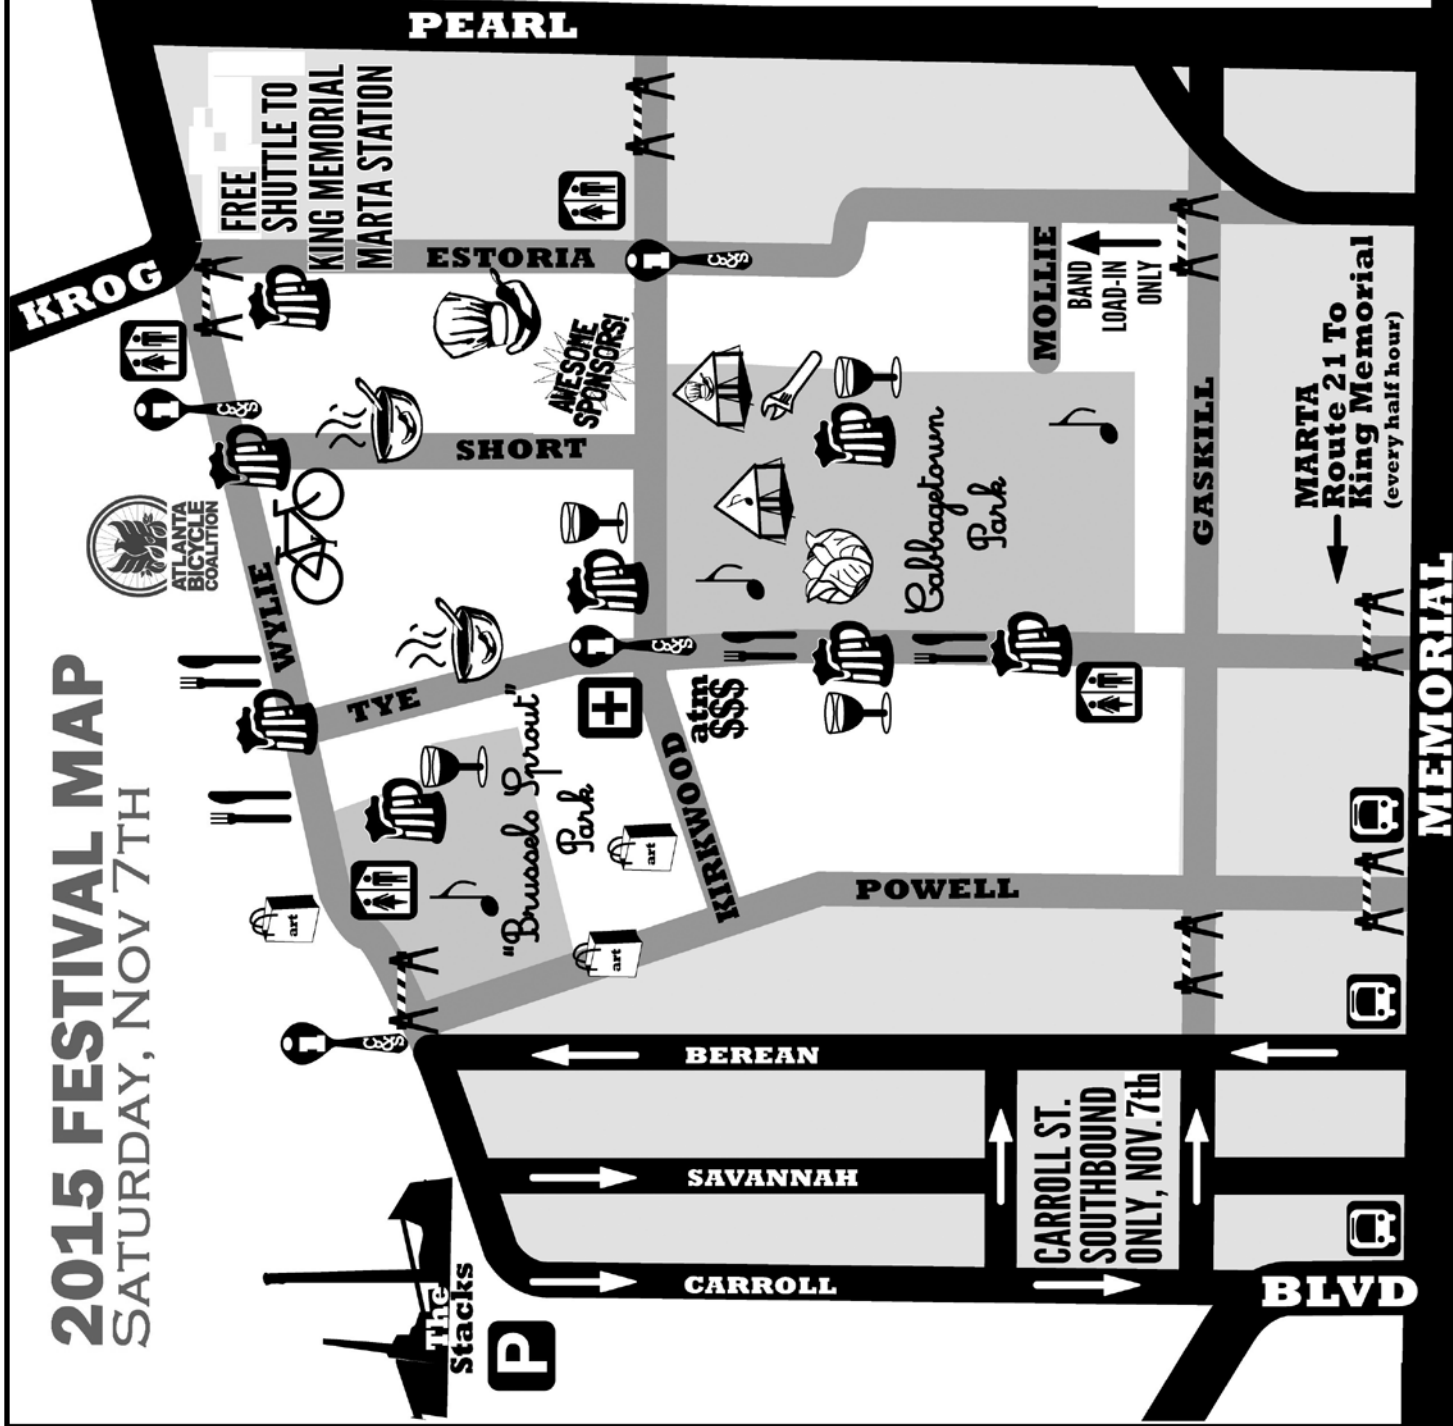 2015 FESTIVAL MAP
SATURDAY, NOV 7TH
ATLANTA
BICYCLE
COALITION
KROG
PEARL
FREE
SHUTTLE TO
KING MEMORIAL
MARTA STATION
ESTORIA
C&S
AWESOME
SPONSORS!
SHORT
C&S
WYLIE
TYE
C&S
atm
$$$
"Brussels Sprout"
Park
art
art
art
KIRKWOOD
POWELL
Cabbagetown
Park
MOLLIE
BAND
LOAD-IN
ONLY
GASKILL
MARTA
Route 21 To
King Memorial
(every half hour)
MEMORIAL
C&S
BEREAN
SAVANNAH
CARROLL
CARROLL ST.
SOUTHBOUND
ONLY, NOV. 7th
BLVD
The
Stacks
P